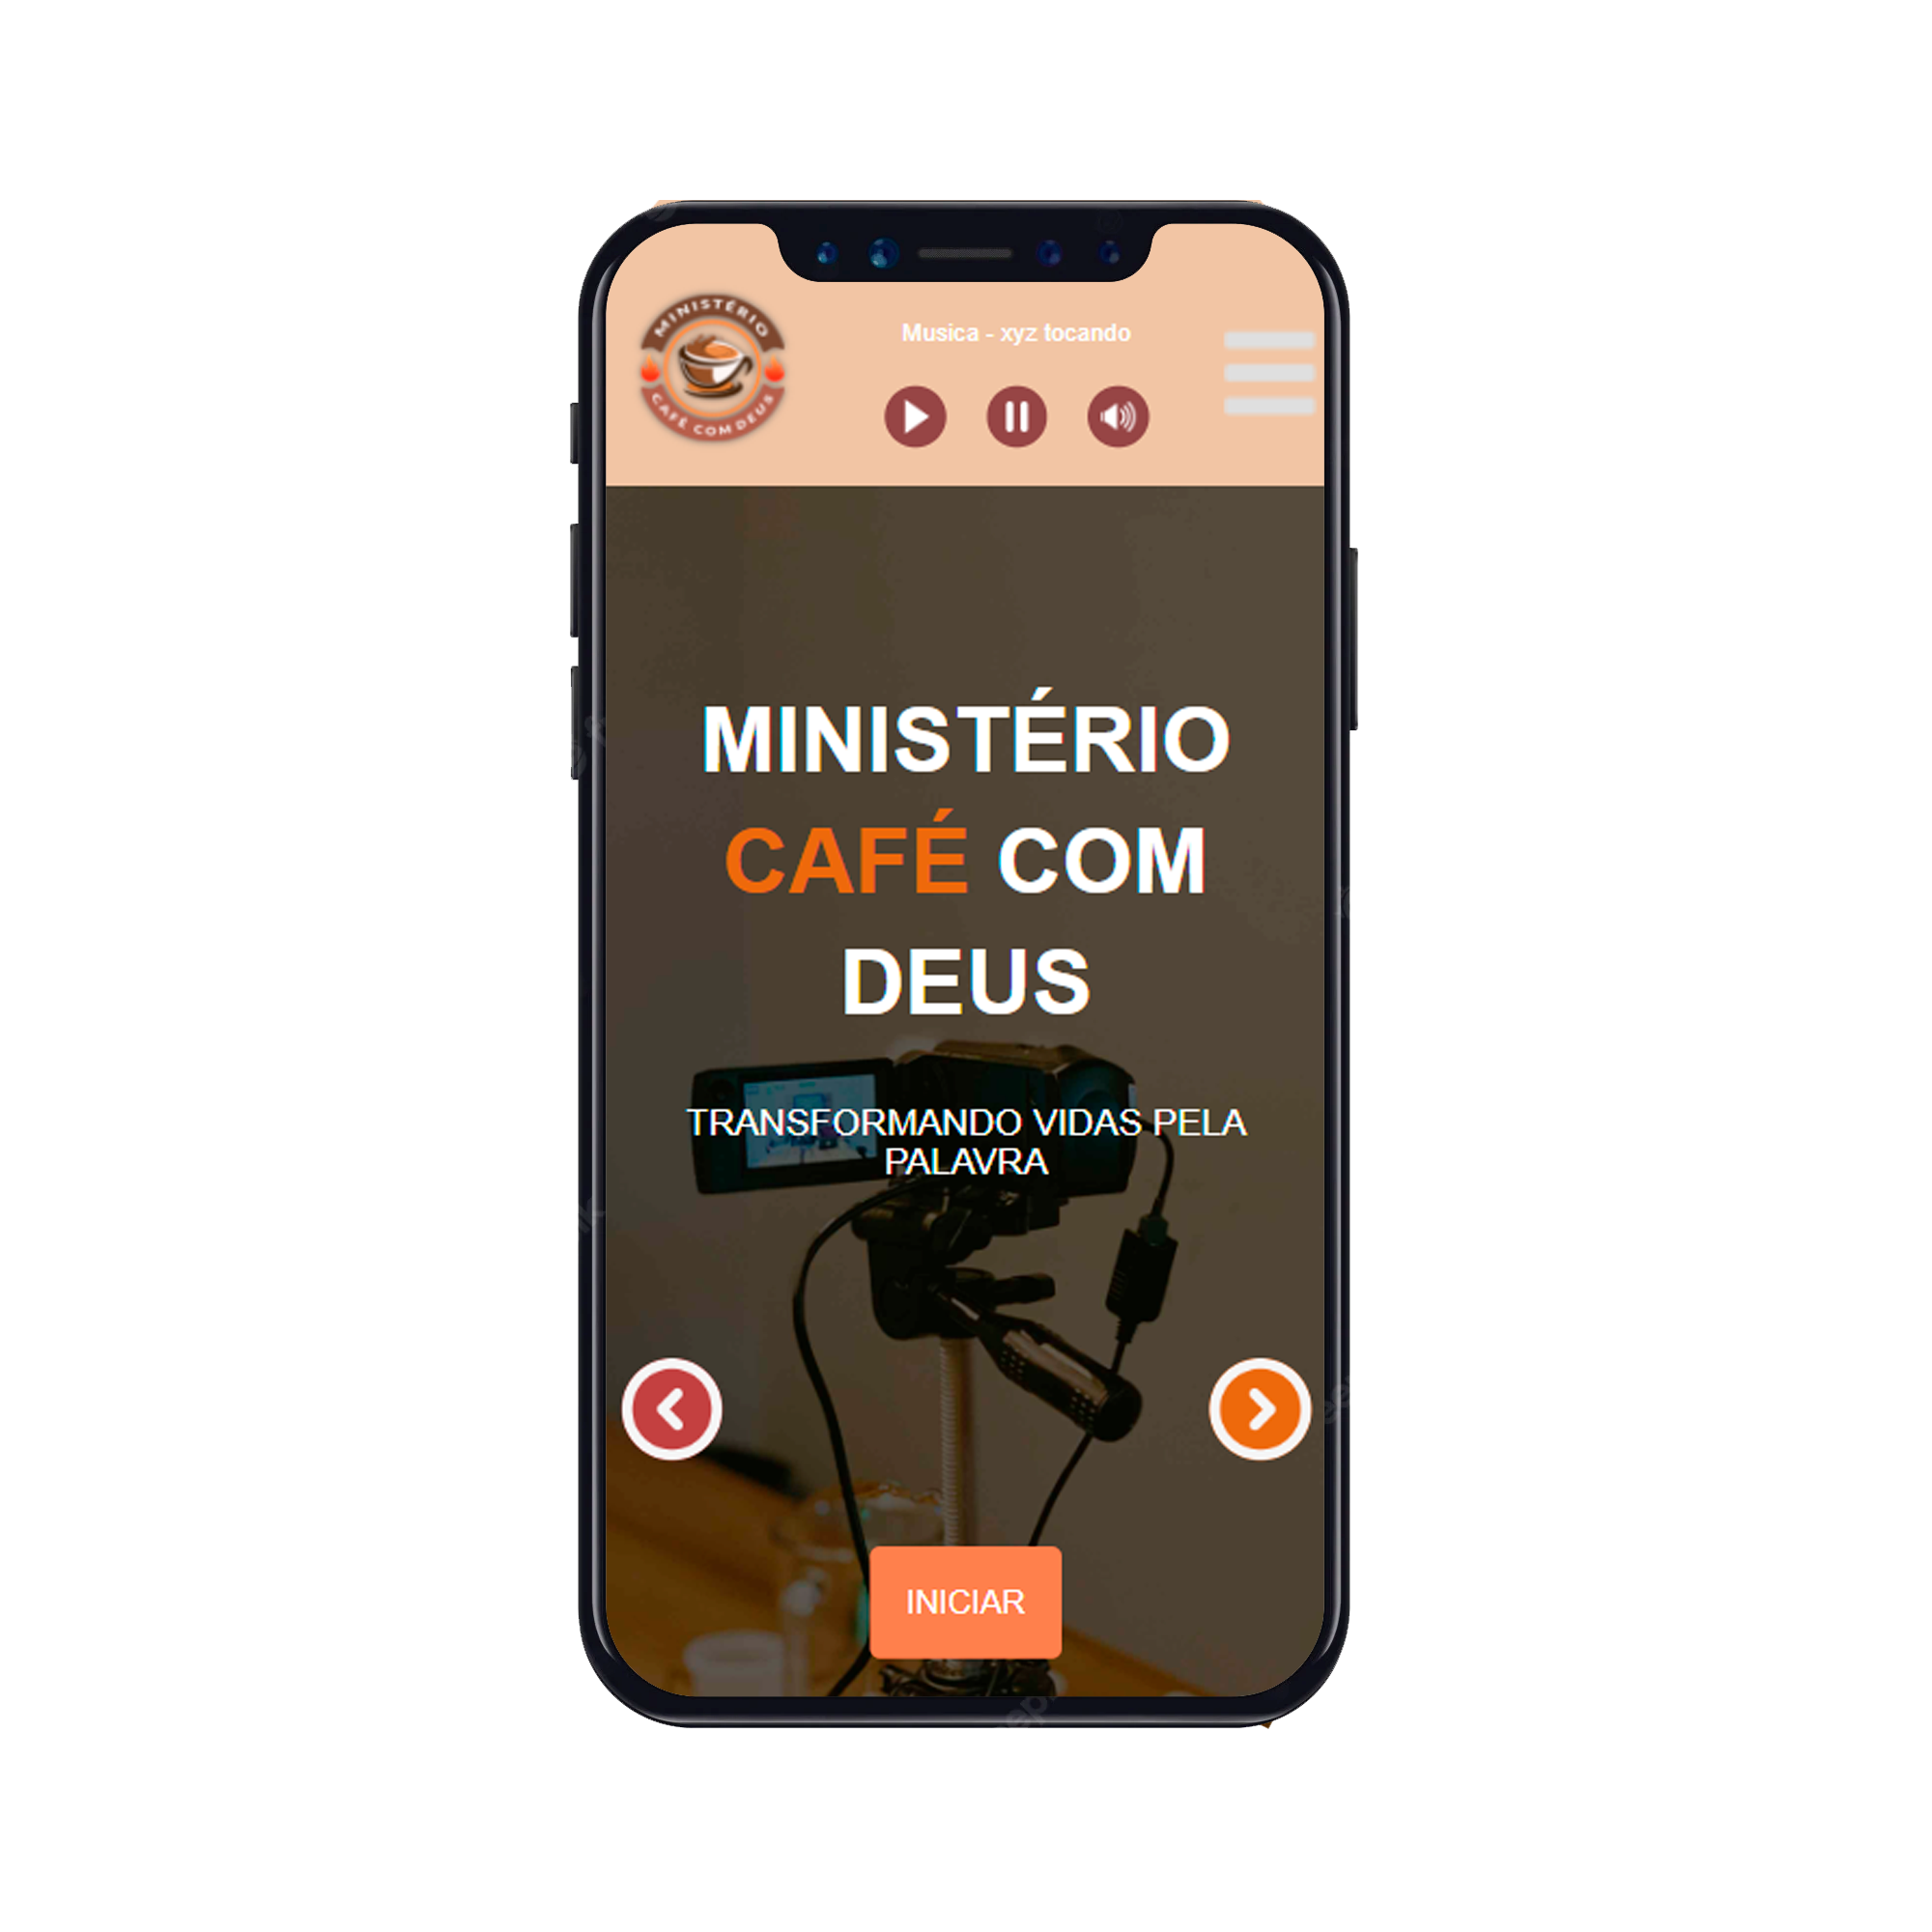 MINISTÉRIO
CAFÉ COM DEUS
Musica - xyz tocando
MINISTÉRIO
CAFÉ COM
DEUS
TRANSFORMANDO VIDAS PELA
PALAVRA
INICIAR